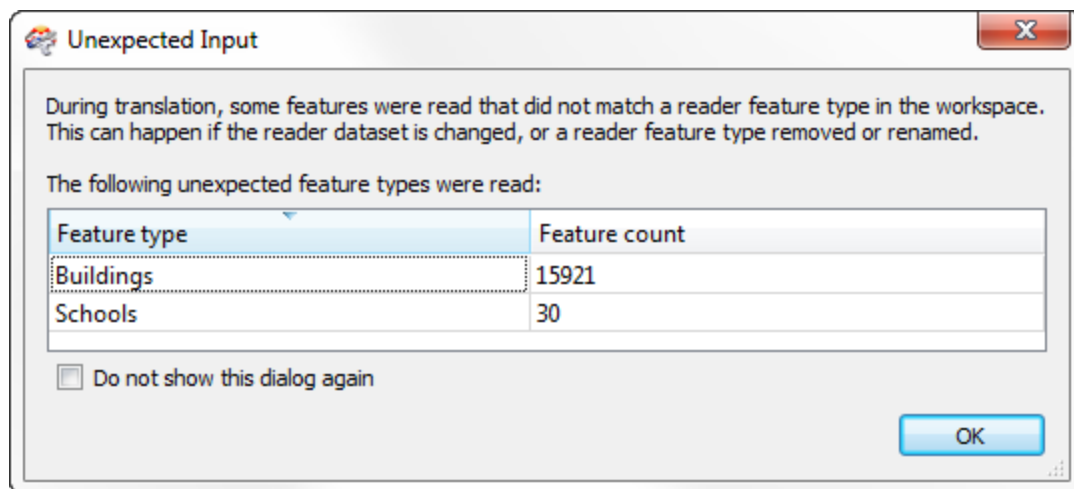 Unexpected Input
During translation, some features were read that did not match a reader feature type in the workspace.
This can happen if the reader dataset is changed, or a reader feature type removed or renamed.
The following unexpected feature types were read:
Feature type Feature count
Buildings 15921
Schools 30
Do not show this dialog again
OK